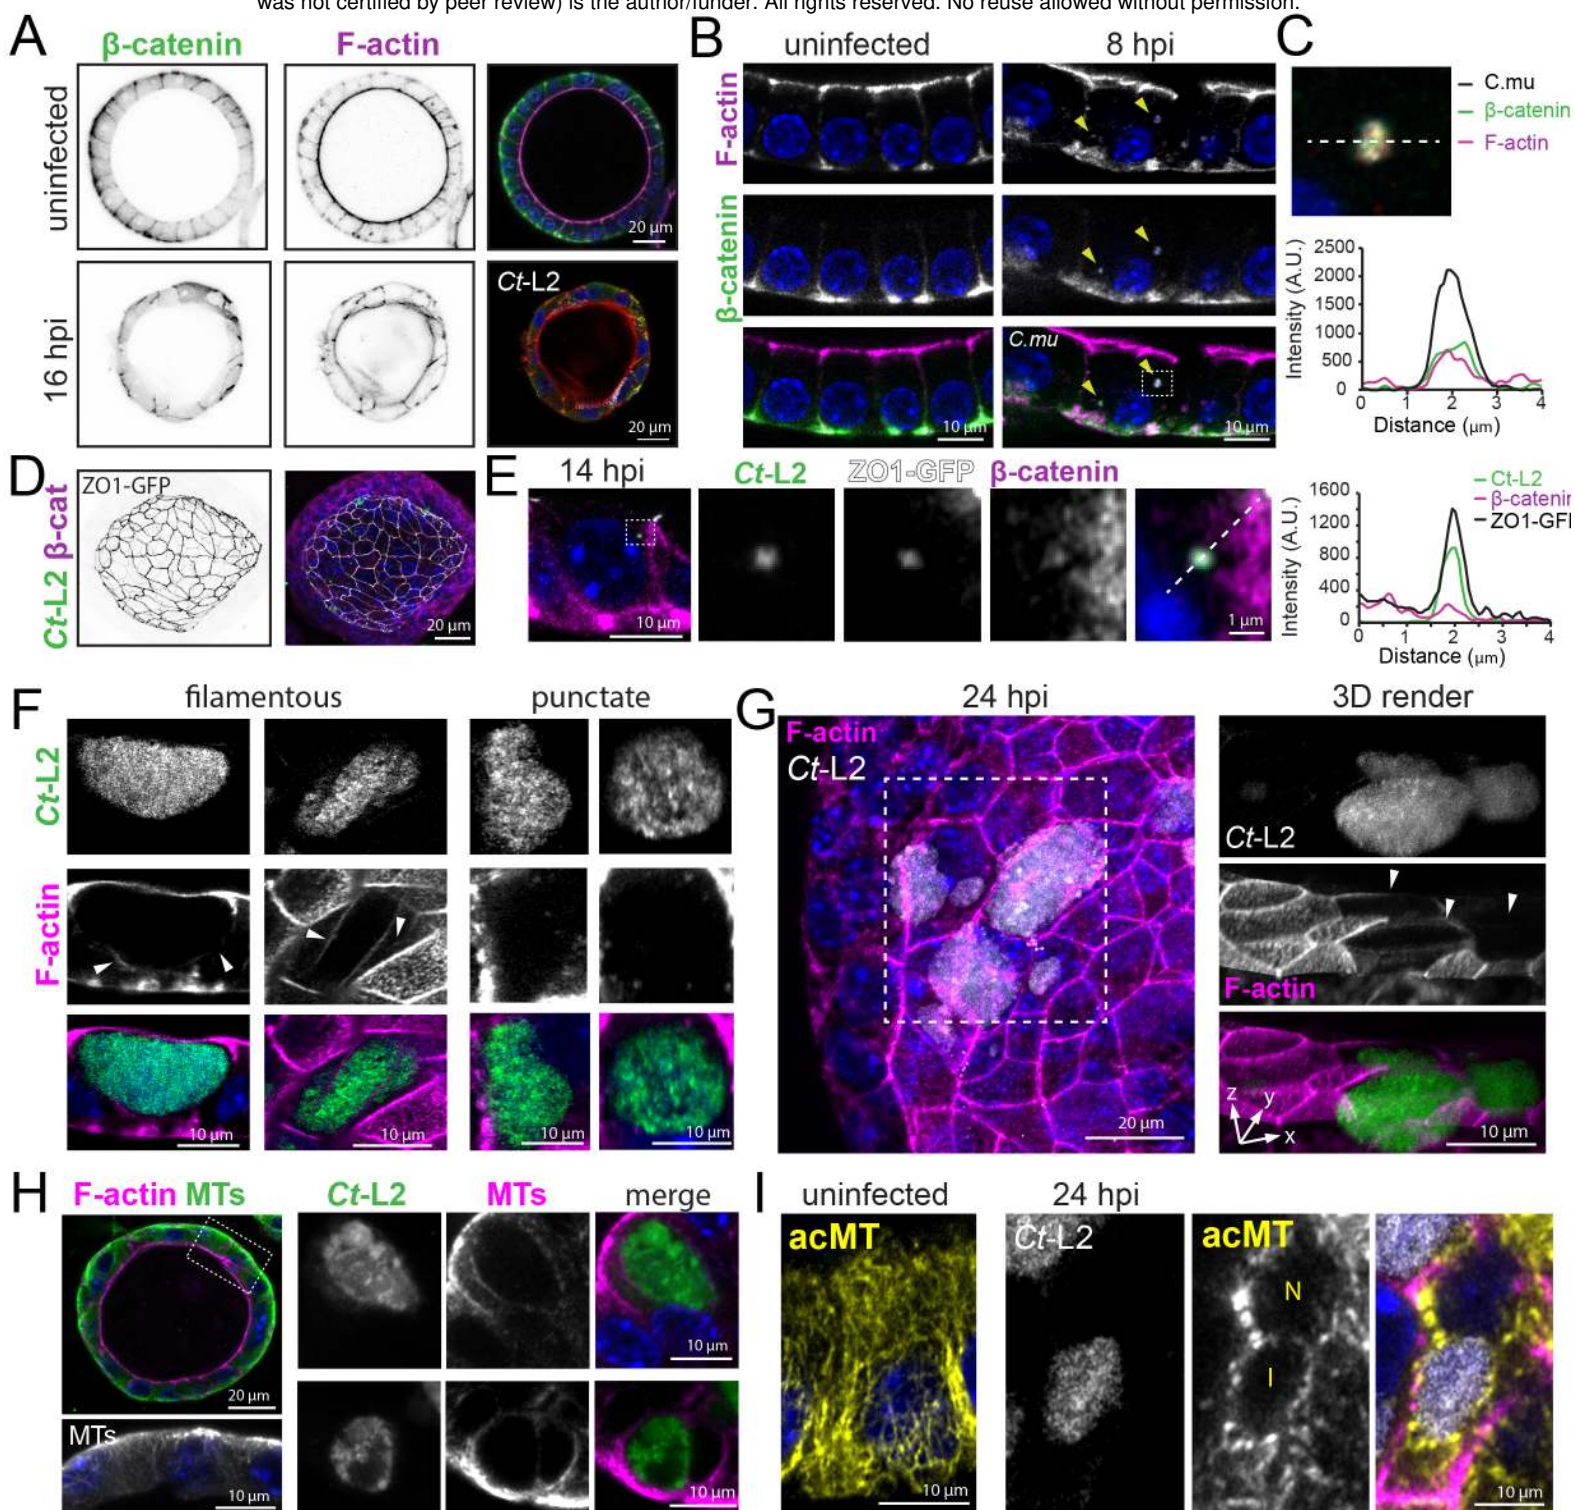 was not certified by peer review) is the author/funder. All rights reserved. No reuse allowed without permission.
A
β-catenin
F-actin
uninfected
20 µm
16 hpi
Ct-L2
20 µm
B
uninfected
8 hpi
F-actin
β-catenin
C.mu
10 µm
10 µm
C
C.mu
β-catenin
F-actin
Intensity (A.U.)
2500
2000
1500
1000
500
0
0 1 2 3 4
Distance (µm)
D
Ct-L2 β-cat
ZO1-GFP
20 µm
E
14 hpi
Ct-L2
ZO1-GFP
β-catenin
10 µm
1 µm
Intensity (A.U.)
1600
1200
800
400
0
Ct-L2
β-catenin
ZO1-GF
0 1 2 3 4
Distance (µm)
F
filamentous
punctate
Ct-L2
F-actin
10 µm
10 µm
10 µm
10 µm
G
24 hpi
F-actin
Ct-L2
20 µm
3D render
Ct-L2
F-actin
z
y
x
10 µm
H
F-actin MTs
Ct-L2
MTs
merge
20 µm
MTs
10 µm
10 µm
10 µm
I
uninfected
24 hpi
acMT
10 µm
Ct-L2
acMT
N
I
10 µm